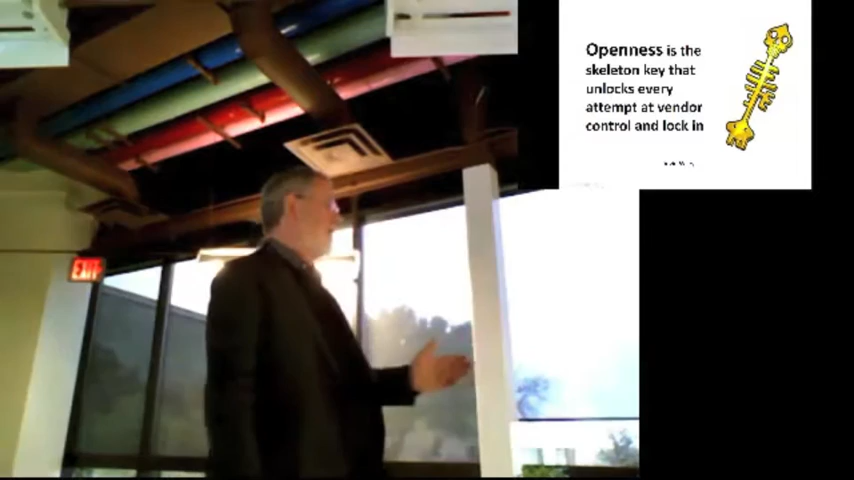 Openness is the
skeleton key that
unlocks every
attempt at vendor
control and lock in
EXIT